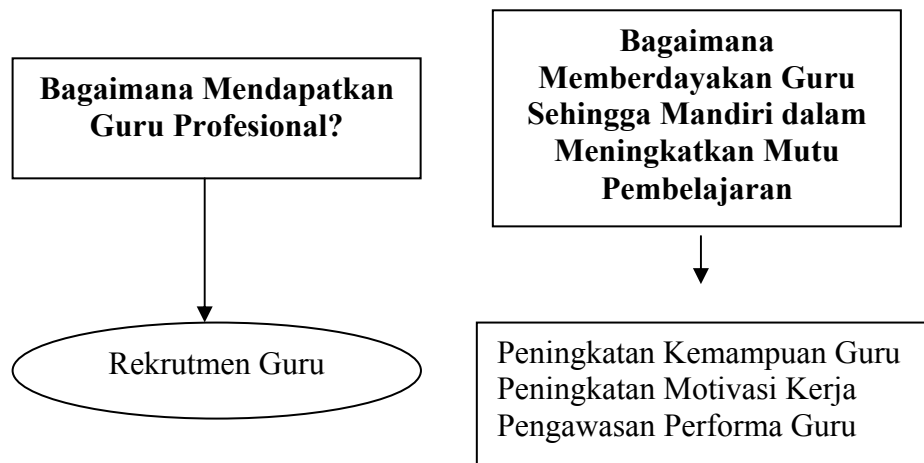 Bagaimana Mendapatkan
Guru Profesional?
Rekrutmen Guru
Bagaimana
Memberdayakan Guru
Sehingga Mandiri dalam
Meningkatkan Mutu
Pembelajaran
Peningkatan Kemampuan Guru
Peningkatan Motivasi Kerja
Pengawasan Performa Guru